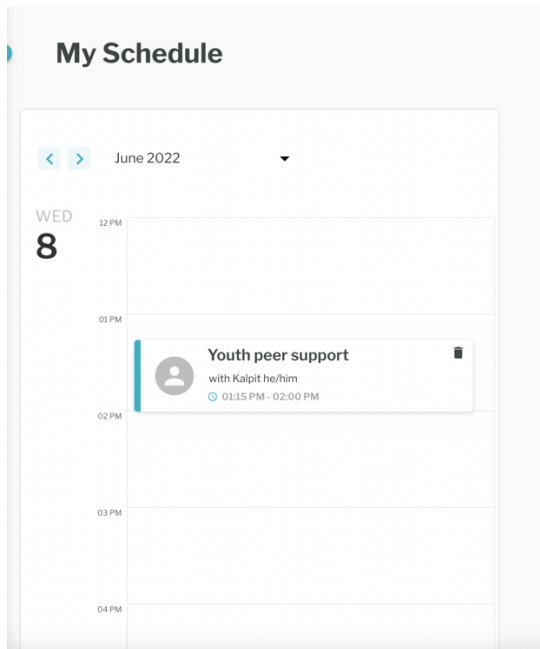 My Schedule
June 2022
WED
8
12 PM
01 PM
Youth peer support
with Kalpit he/him
01:15 PM - 02:00 PM
02 PM
03 PM
04 PM